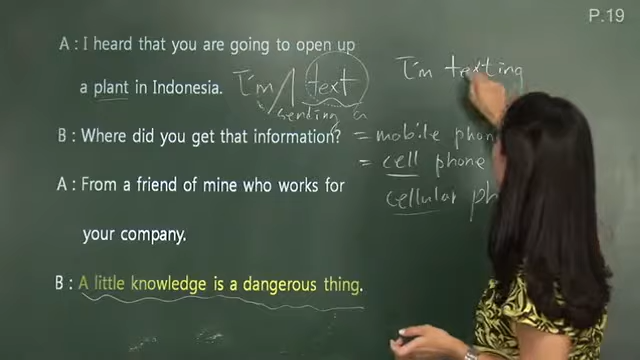 P.19
A : I heard that you are going to open up
a plant in Indonesia.
B : Where did you get that information?
A : From a friend of mine who works for
your company.
B : A little knowledge is a dangerous thing.
I'm text
sending a
I'm texting
= mobile phone
= cell phone
cellular